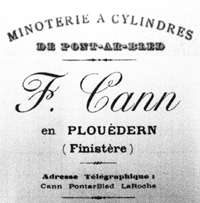 MINOTERIE A CYLINDRES
DE PONT-AR-BLED
F. Cann
en PLOUÉDERN
(Finistère)
Adresse Télégraphique :
Cann PontarBled LaRoche